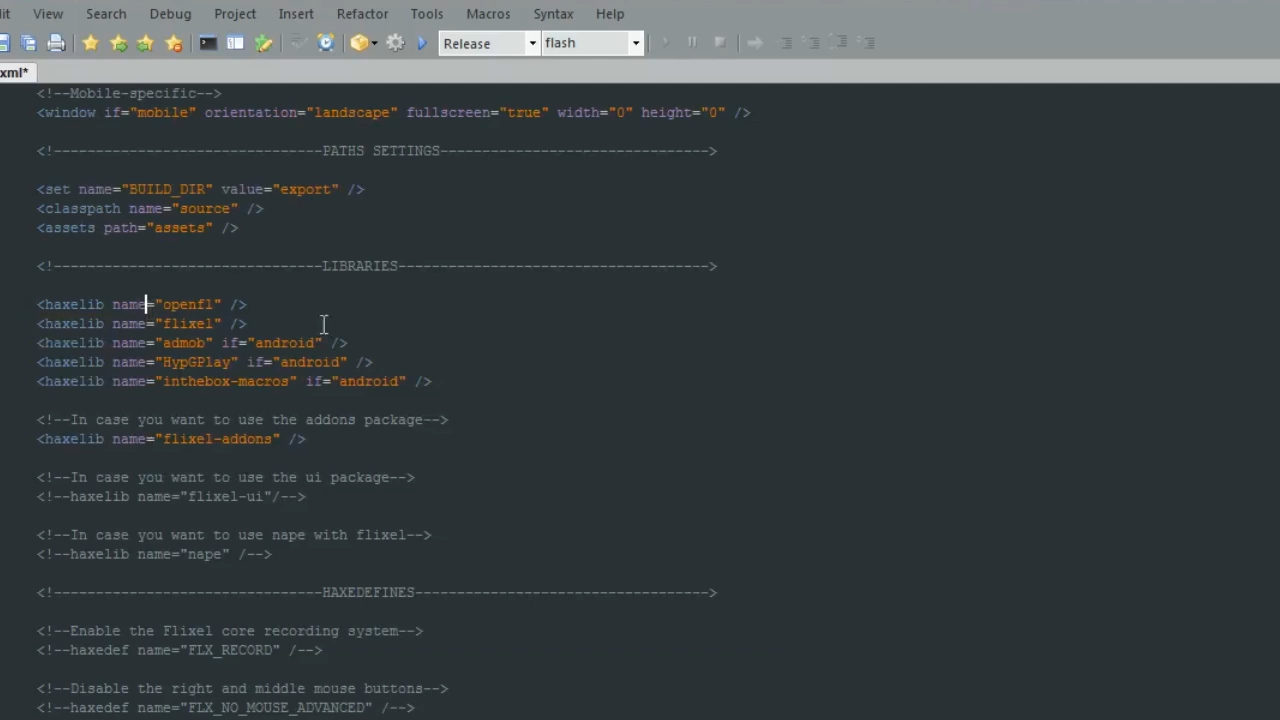 it View Search Debug Project Insert Refactor Tools Macros Syntax Help
Release flash
xml*
<!--Mobile-specific-->
<window if="mobile" orientation="landscape" fullscreen="true" width="0" height="0" />
<!-------------------------------PATHS SETTINGS-------------------------------->
<set name="BUILD_DIR" value="export" />
<classpath name="source" />
<assets path="assets" />
<!-------------------------------LIBRARIES------------------------------------->
<haxelib name="openfl" />
<haxelib name="flixel" />
<haxelib name="admob" if="android" />
<haxelib name="HypGPlay" if="android" />
<haxelib name="inthebox-macros" if="android" />
<!--In case you want to use the addons package-->
<haxelib name="flixel-addons" />
<!--In case you want to use the ui package-->
<!--haxelib name="flixel-ui"/-->
<!--In case you want to use nape with flixel-->
<!--haxelib name="nape" /-->
<!-------------------------------HAXEDEFINES----------------------------------->
<!--Enable the Flixel core recording system-->
<!--haxedef name="FLX_RECORD" /-->
<!--Disable the right and middle mouse buttons-->
<!--haxedef name="FLX_NO_MOUSE_ADVANCED" /-->